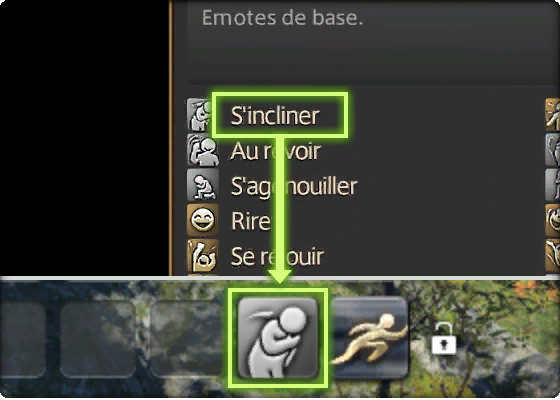 Emotes de base.
S'incliner
Au revoir
S'agenouiller
Rire
Se réjouir